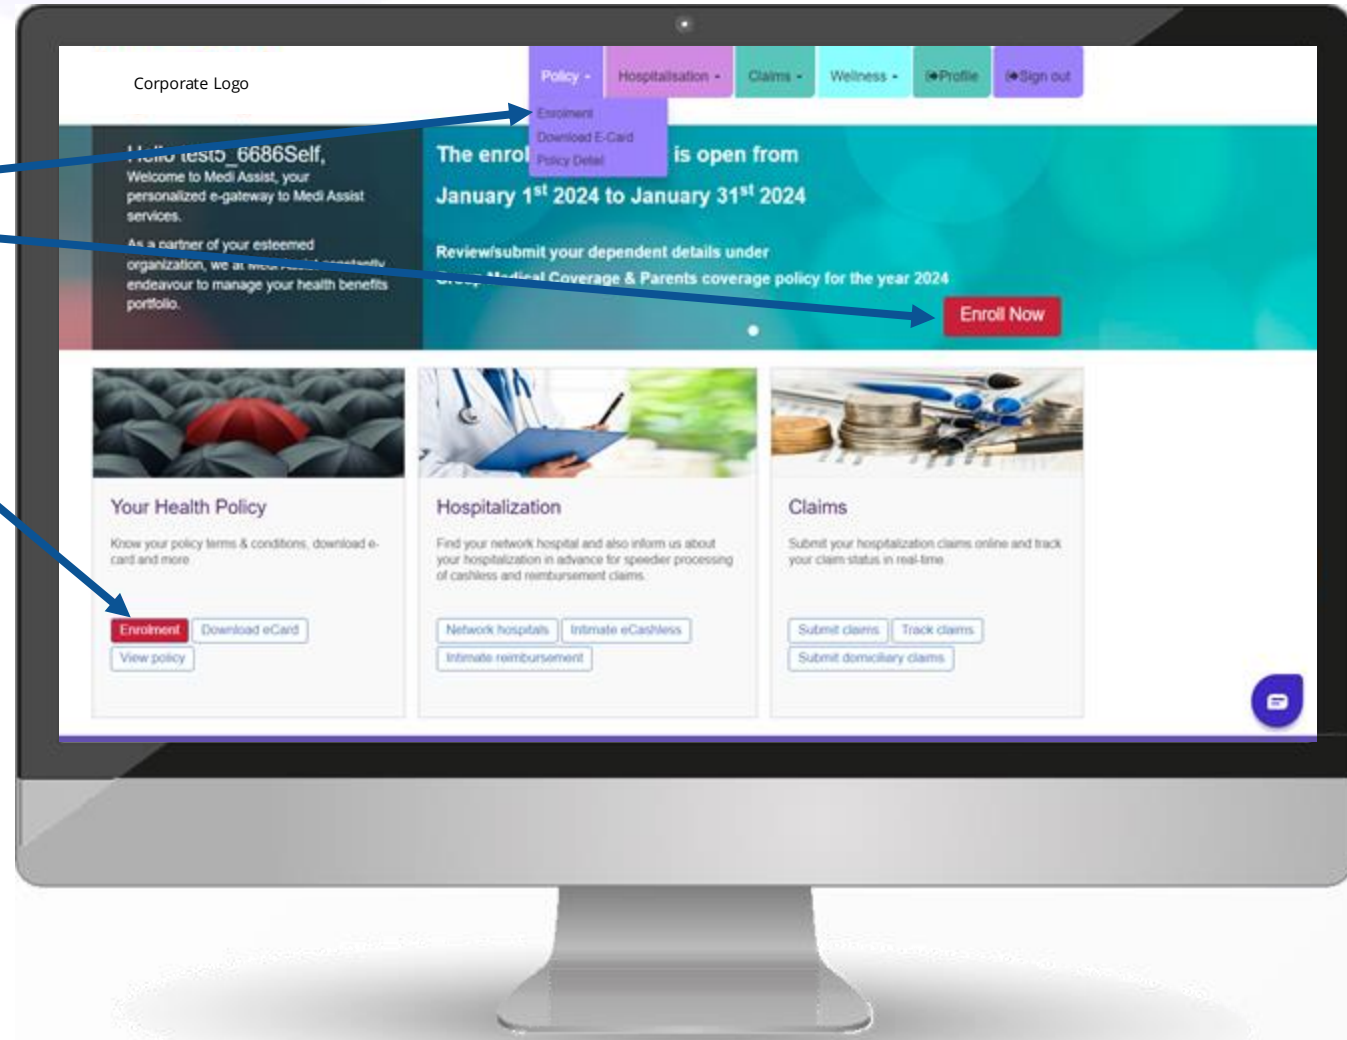 Corporate Logo
Policy
Hospitalisation
Claims
Wellness
Profile
Sign out
Enrolment
Download E-Card
Policy Detail
Hello test5_6686Self,
Welcome to Medi Assist, your
personalized e-gateway to Medi Assist
services.
As a partner of your esteemed
organization, we at Medi Assist constantly
endeavour to manage your health benefits
portfolio.
The enrol is open from
January 1st 2024 to January 31st 2024
Review/submit your dependent details under
Group Medical Coverage & Parents coverage policy for the year 2024
Enroll Now
Your Health Policy
Know your policy terms & conditions, download e-
card and more
Enrolment Download eCard
View policy
Hospitalization
Find your network hospital and also inform us about
your hospitalization in advance for speedier processing
of cashless and reimbursement claims.
Network hospitals Intimate eCashless
Intimate reimbursement
Claims
Submit your hospitalization claims online and track
your claim status in real-time.
Submit claims Track claims
Submit domiciliary claims